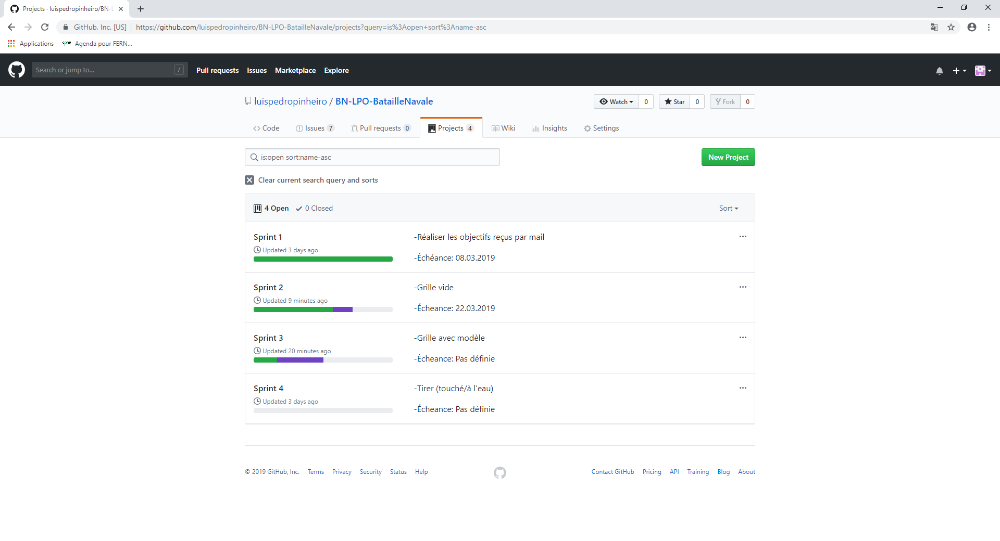 Projects · luispedropinheiro/BN-L
GitHub, Inc. [US] https://github.com/luispedropinheiro/BN-LPO-BatailleNavale/projects?query=is%3Aopen+sort%3Aname-asc
Applications cpnv Agenda pour FERN...
Search or jump to... / Pull requests Issues Marketplace Explore
luispedropinheiro / BN-LPO-BatailleNavale Watch 0 Star 0 Fork 0
Code Issues 7 Pull requests 0 Projects 4 Wiki Insights Settings
is:open sort:name-asc New Project
Clear current search query and sorts
4 Open 0 Closed Sort
Sprint 1 -Réaliser les objectifs reçus par mail
Updated 3 days ago
-Échéance: 08.03.2019
Sprint 2 -Grille vide
Updated 9 minutes ago
-Écheance: 22.03.2019
Sprint 3 -Grille avec modèle
Updated 20 minutes ago
-Écheance: Pas définie
Sprint 4 -Tirer (touché/à l'eau)
Updated 3 days ago
-Écheance: Pas définie
© 2019 GitHub, Inc. Terms Privacy Security Status Help Contact GitHub Pricing API Training Blog About